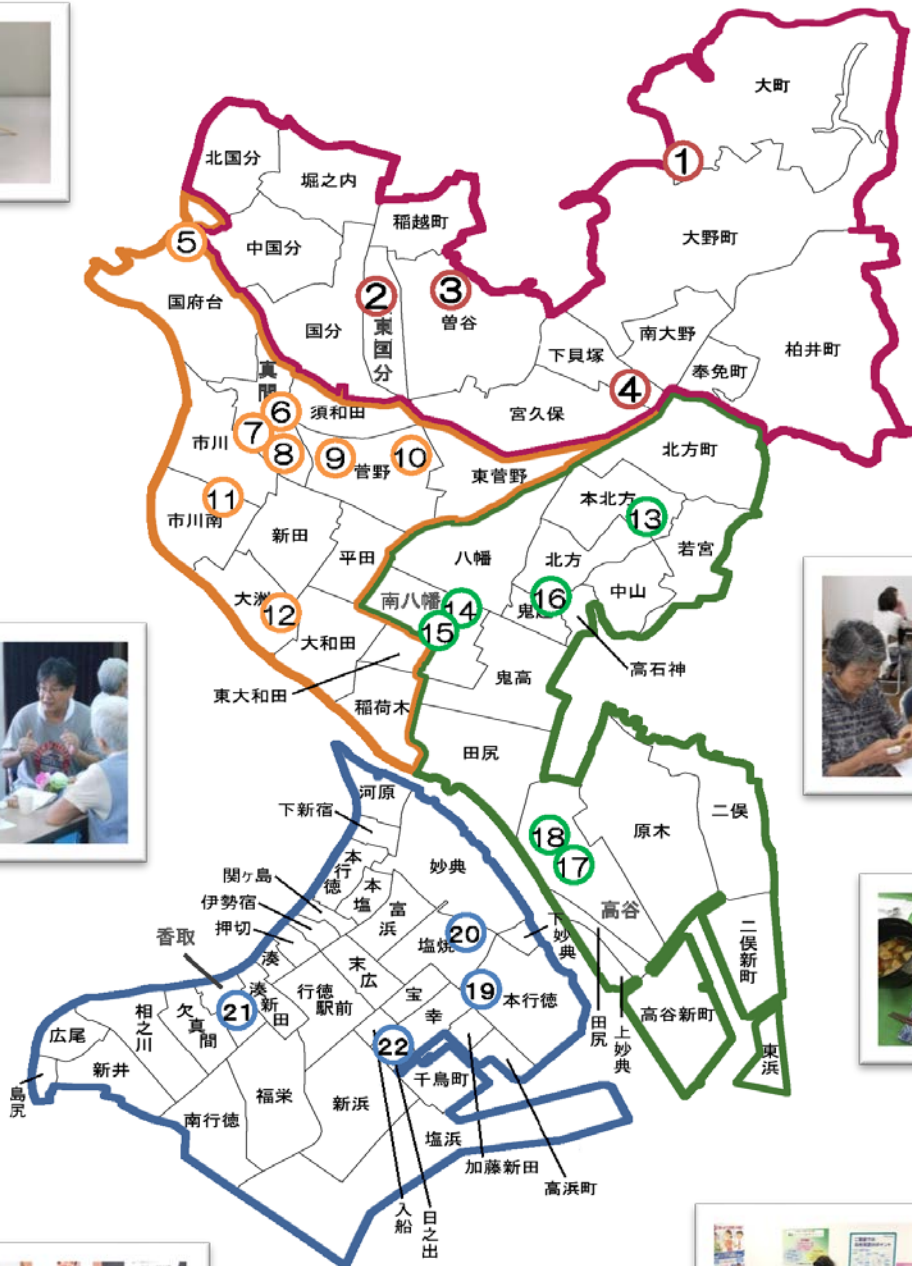 大町
北国分
堀之内
①
稲越町
⑤
中国分
大野町
国府台
②
③
東国分
国分
曽谷
南大野
下貝塚
柏井町
奉免町
真間
④
⑥
須和田
宮久保
⑦
市川
⑧
⑨
菅野
⑩
東菅野
北方町
⑪
市川南
本北方
⑬
新田
若宮
平田
八幡
北方
中山
大洲
⑫
南八幡
⑭
鬼越
⑯
⑮
大和田
高石神
東大和田
鬼高
稲荷木
田尻
河原
下新宿
二俣
原木
⑱
⑰
本行徳
妙典
関ヶ島
本塩
伊勢宿
富浜
押切
高谷
香取
塩焼
⑳
下妙典
二俣新町
湊
末広
湊新田
行徳駅前
宝
⑲
本行徳
相之川
欠真間
㉑
幸
田尻
上妙典
高谷新町
広尾
㉒
東浜
新井
千鳥町
島尻
福栄
新浜
南行徳
塩浜
加藤新田
高浜町
入船
日之出